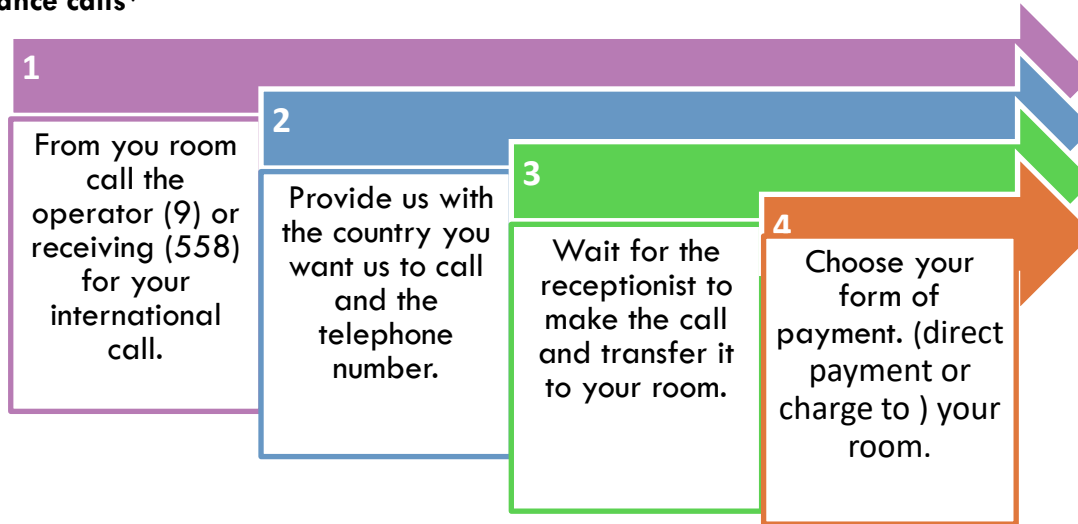 ance calls*
1
From you room
call the
operator (9) or
receiving (558)
for your
international
call.
2
Provide us with
the country you
want us to call
and the
telephone
number.
3
Wait for the
receptionist to
make the call
and transfer it
to your room.
4
Choose your
form of
payment. (direct
payment or
charge to ) your
room.